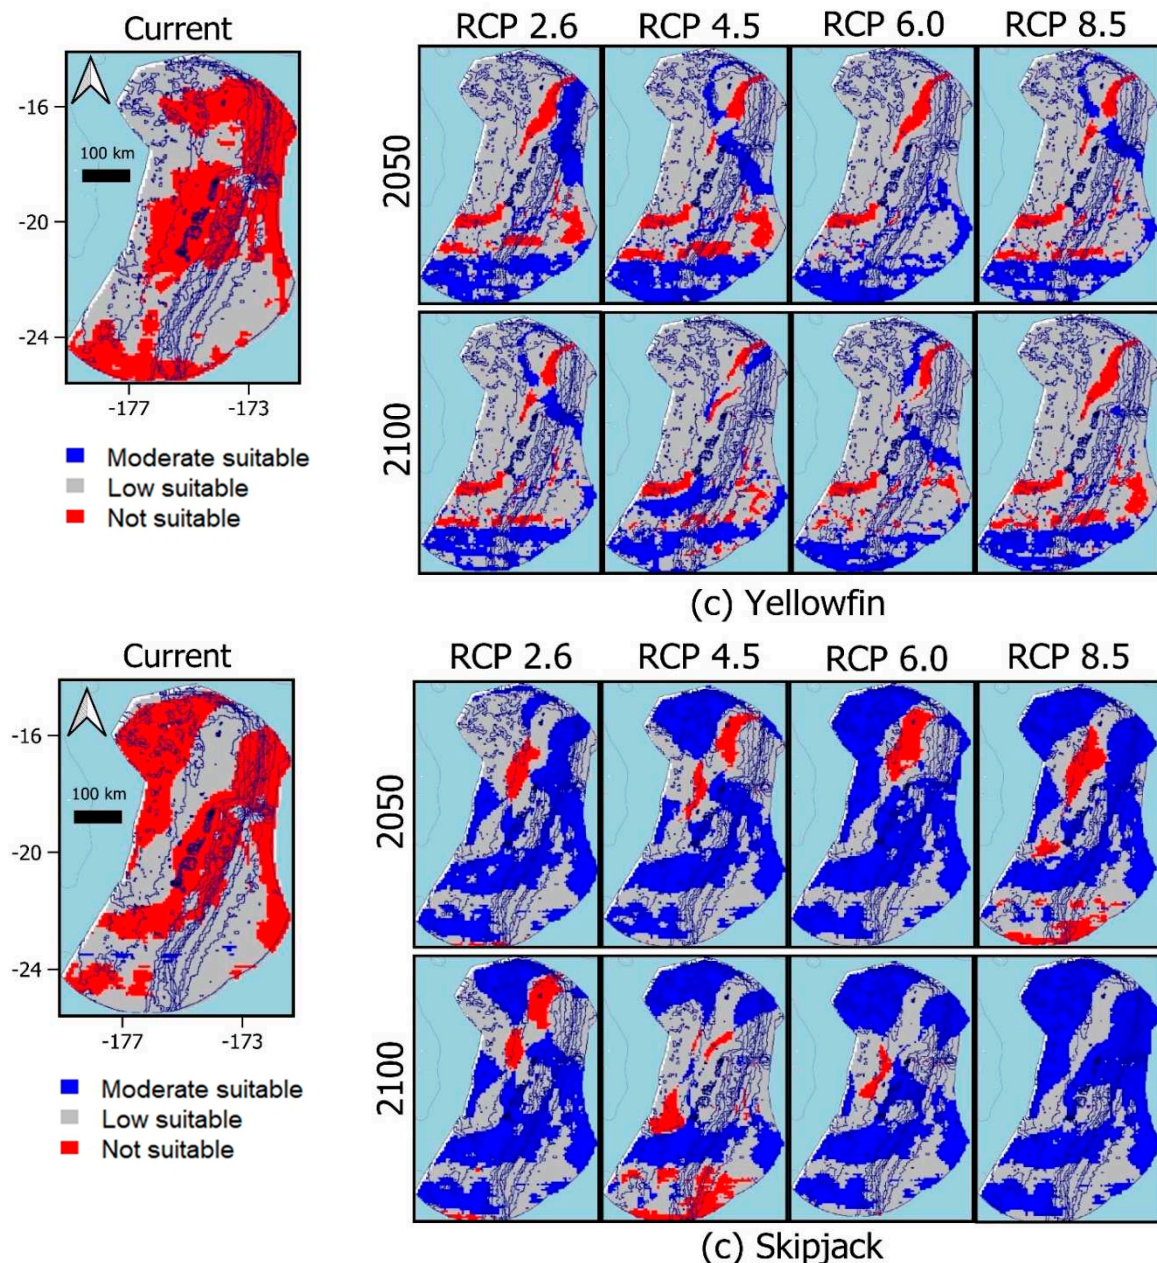 Current
RCP 2.6 RCP 4.5 RCP 6.0 RCP 8.5
-16
100 km
-20
-24
-177 -173
Moderate suitable
Low suitable
Not suitable
2050
2100
(c) Yellowfin
Current
RCP 2.6 RCP 4.5 RCP 6.0 RCP 8.5
-16
100 km
-20
-24
-177 -173
Moderate suitable
Low suitable
Not suitable
2050
2100
(c) Skipjack